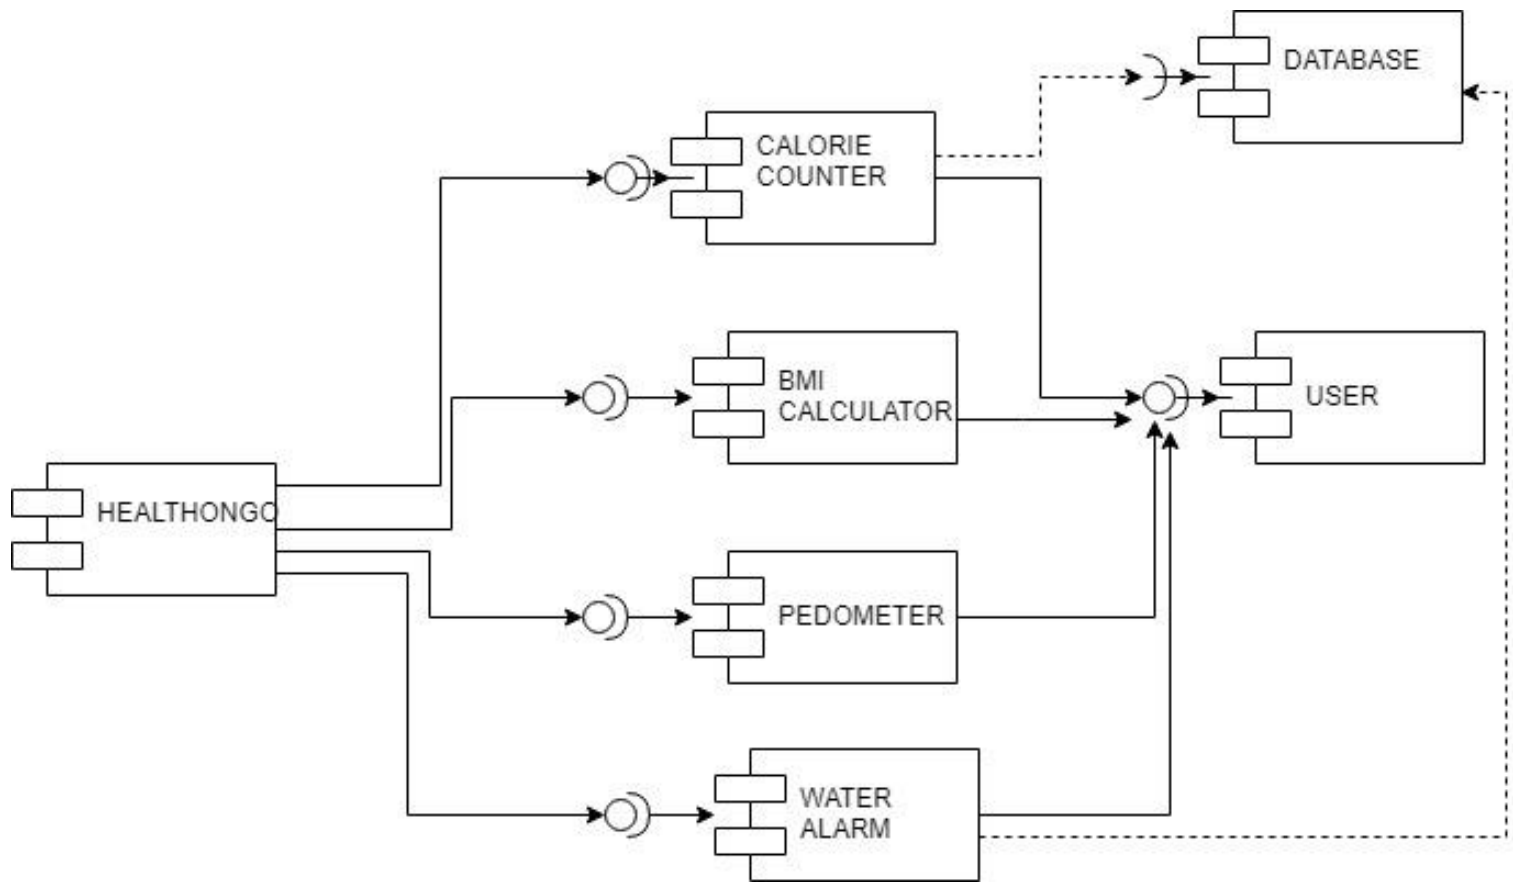 DATABASE
CALORIE
COUNTER
BMI
CALCULATOR
USER
HEALTHONGO
PEDOMETER
WATER
ALARM